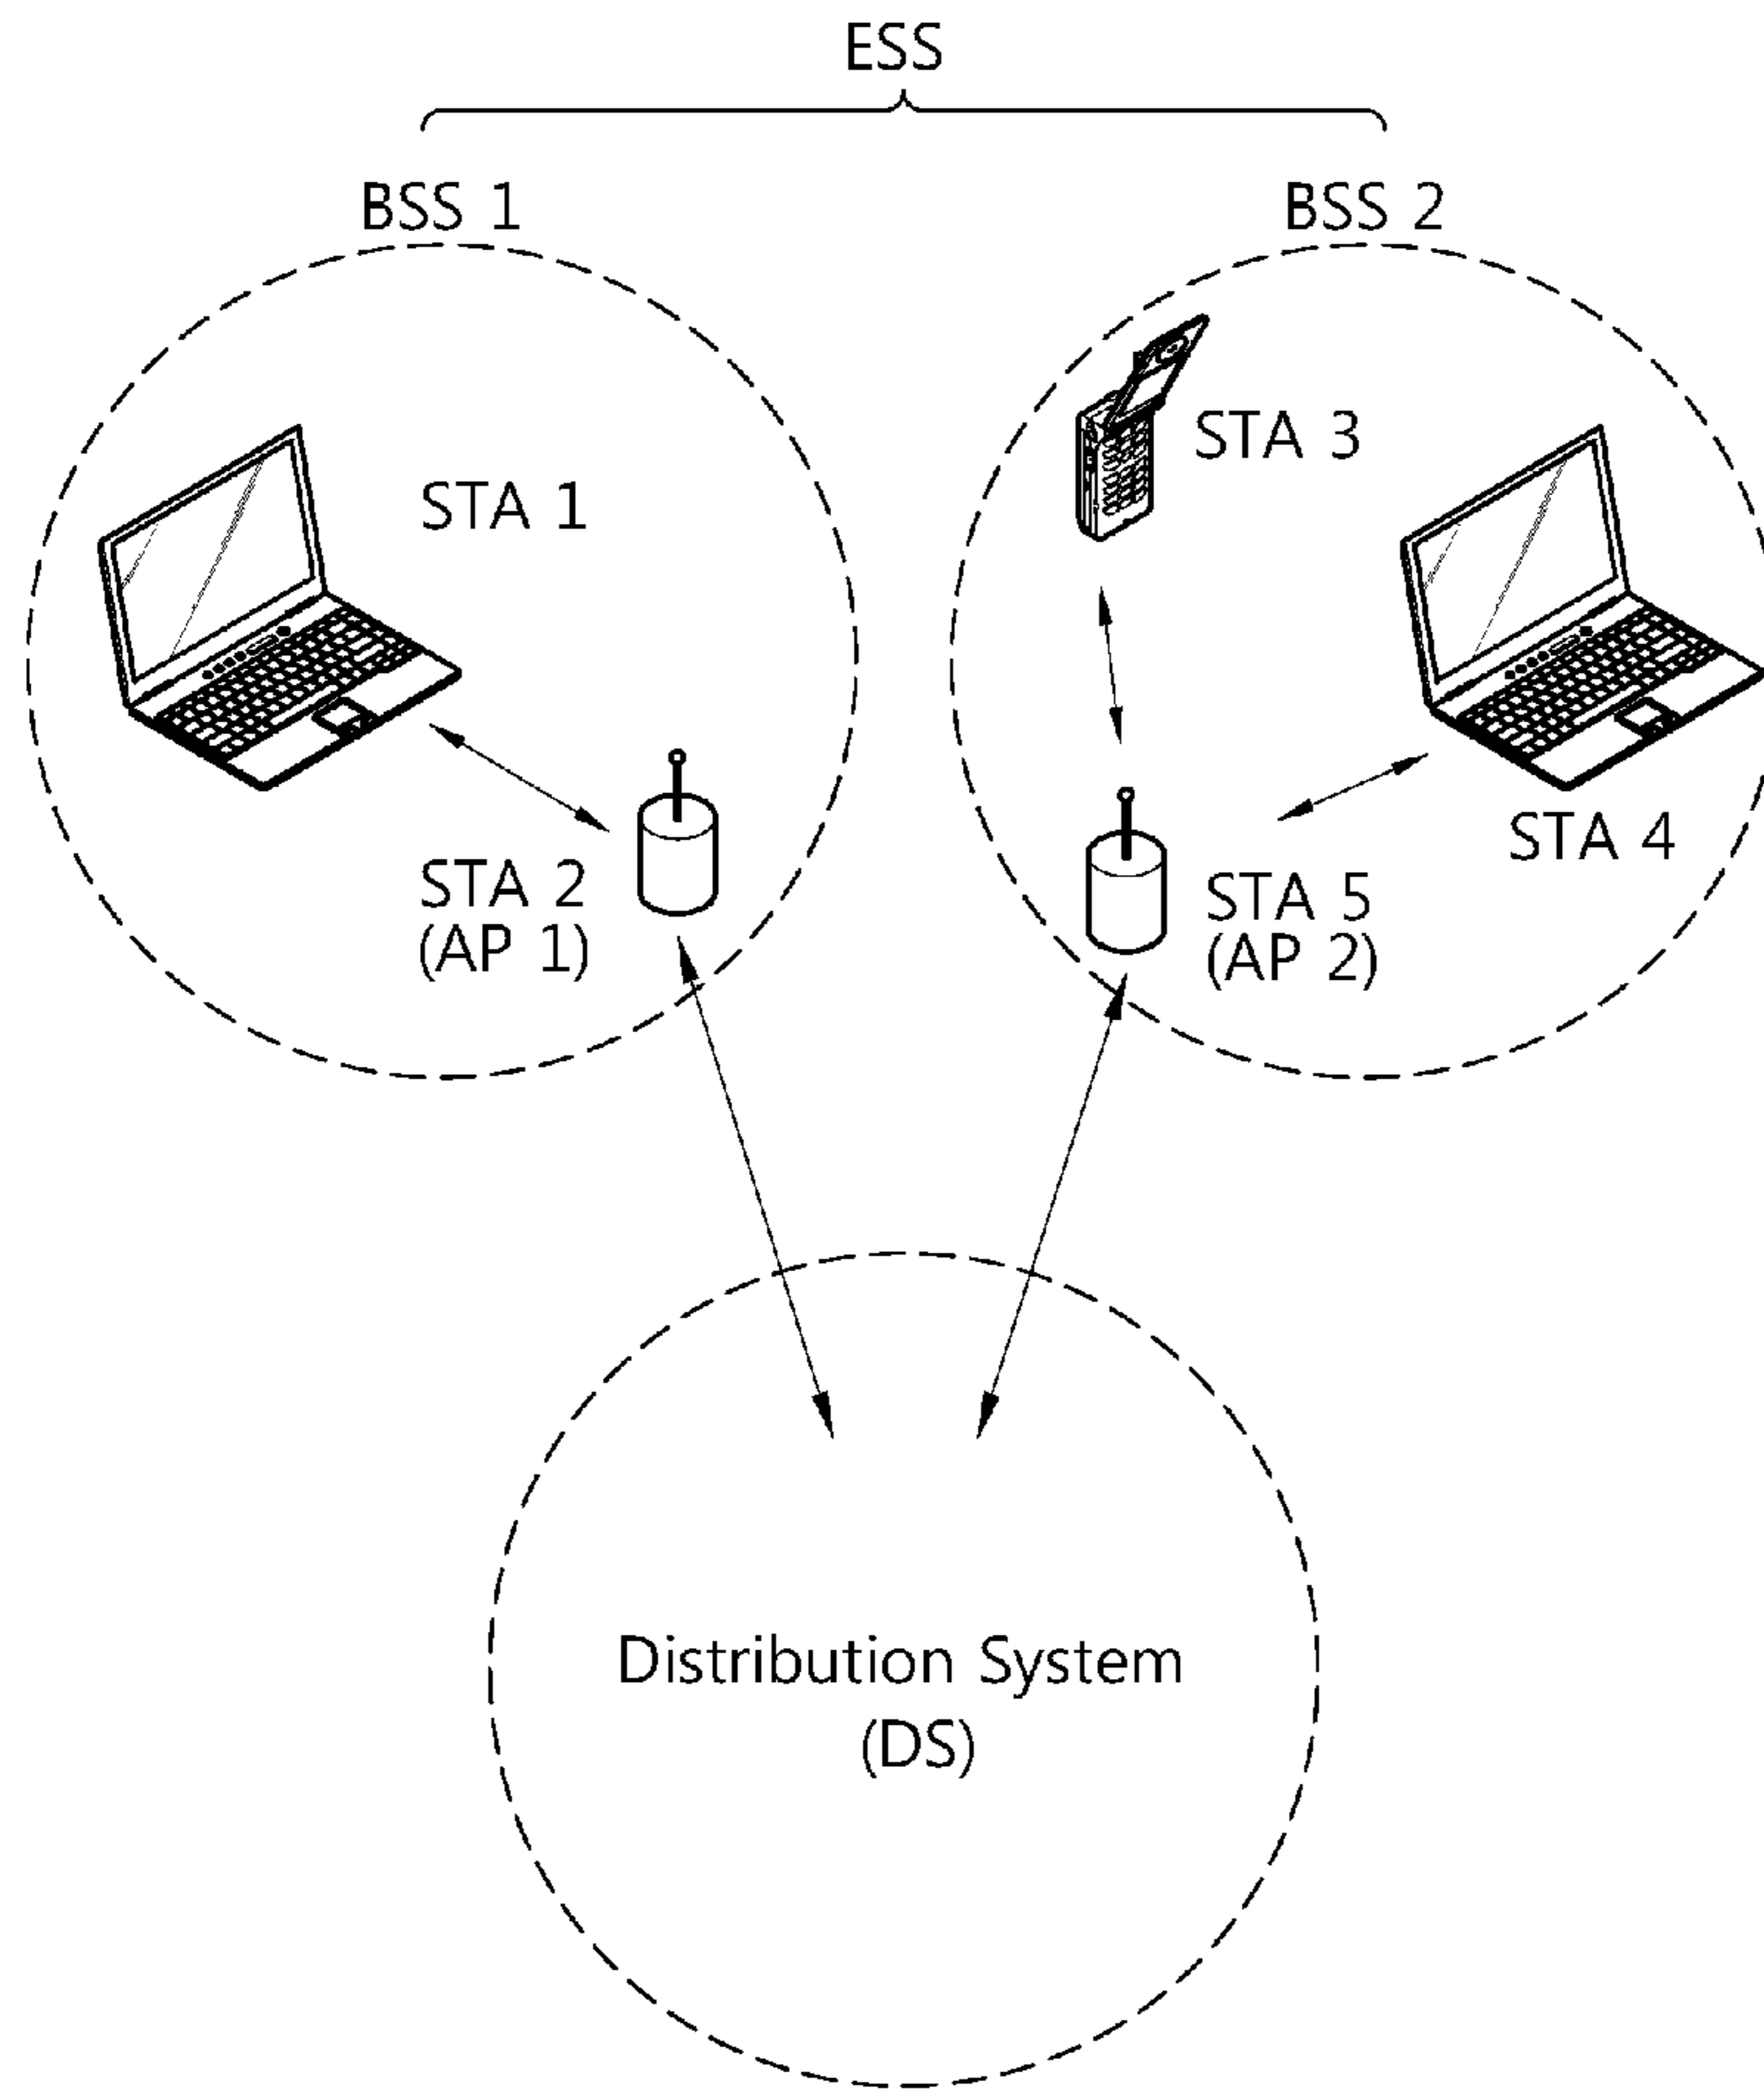 ESS
BSS 1
BSS 2
STA 3
STA 1
STA 4
STA 2
(AP 1)
STA 5
(AP 2)
Distribution System
(DS)